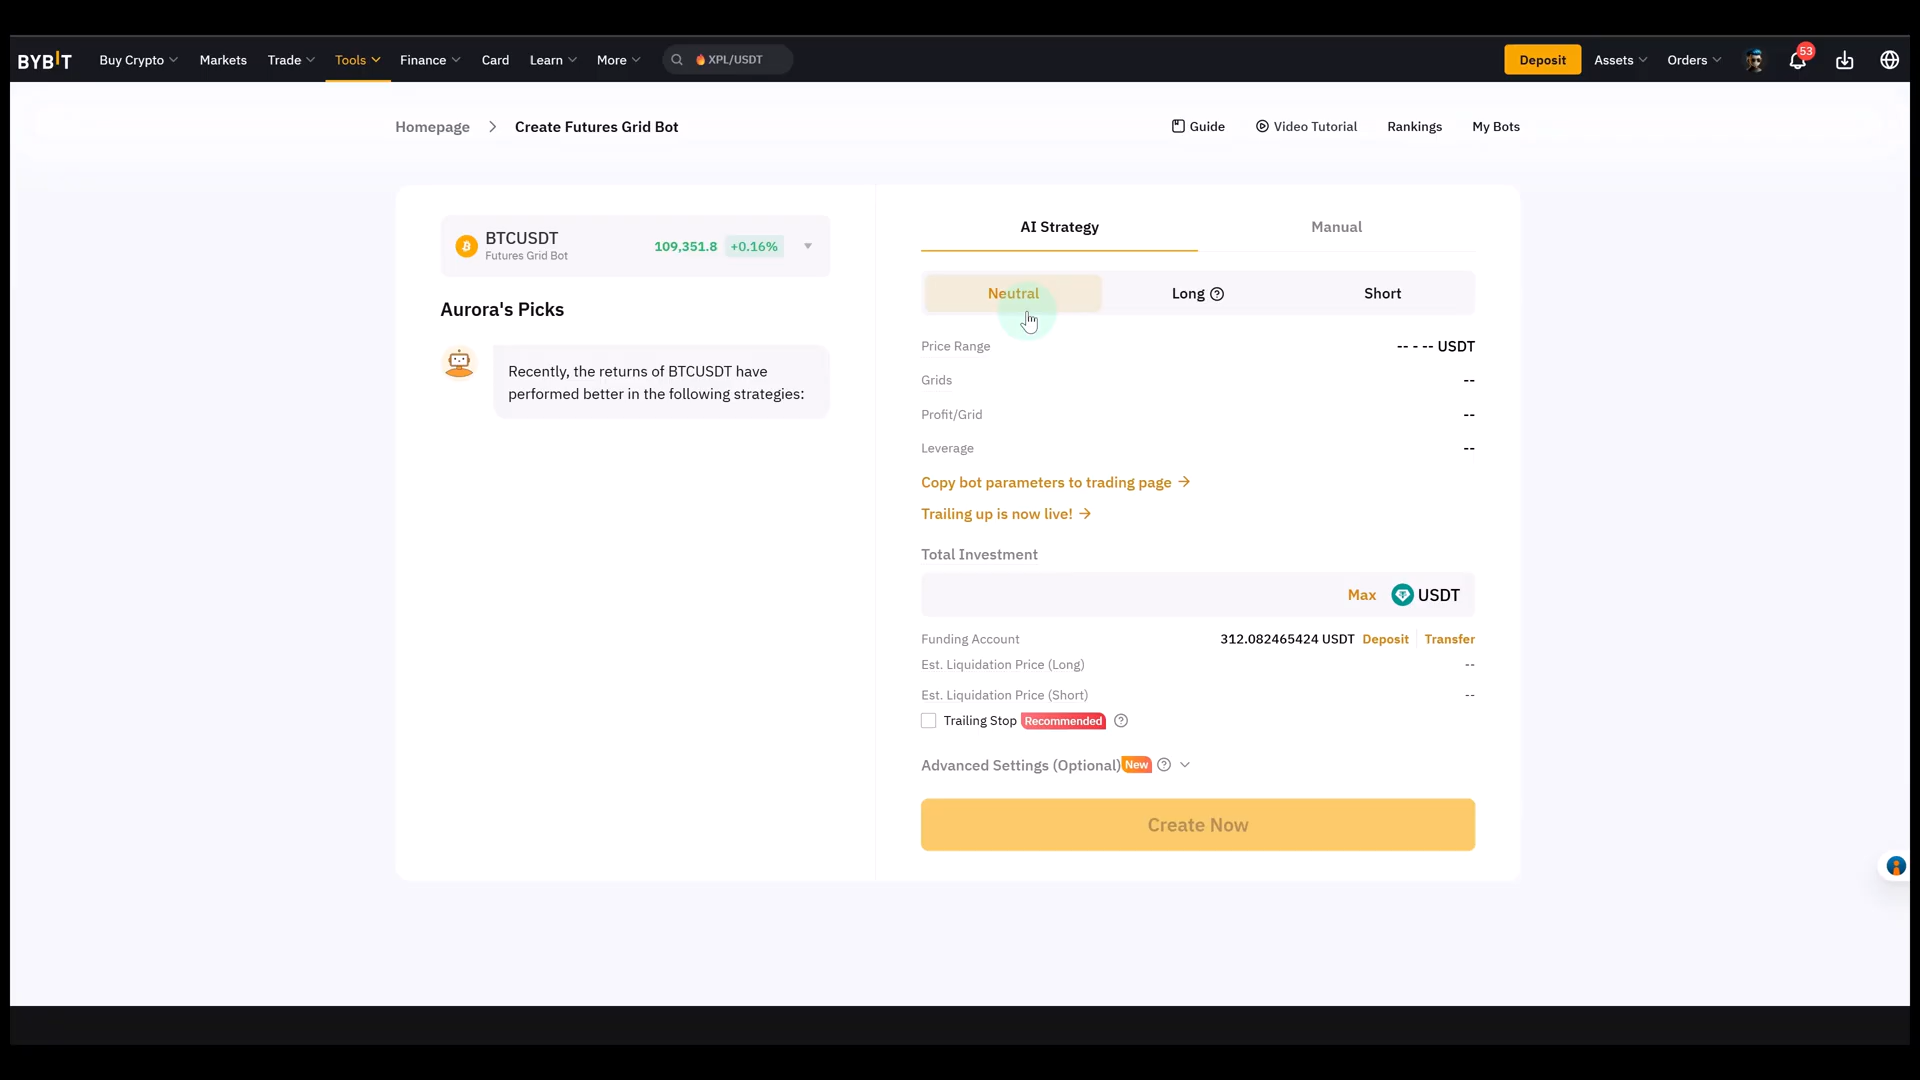 BYBIT Buy Crypto Markets Trade Tools Finance Card Learn More XPL/USDT Deposit Assets Orders 53
Homepage > Create Futures Grid Bot Guide Video Tutorial Rankings My Bots
BTCUSDT
Futures Grid Bot
109,351.8 +0.16%
Aurora's Picks
Recently, the returns of BTCUSDT have
performed better in the following strategies:
AI Strategy Manual
Neutral Long Short
Price Range -- - -- USDT
Grids --
Profit/Grid --
Leverage --
Copy bot parameters to trading page →
Trailing up is now live! →
Total Investment
Max USDT
Funding Account 312.082465424 USDT Deposit Transfer
Est. Liquidation Price (Long) --
Est. Liquidation Price (Short) --
Trailing Stop Recommended
Advanced Settings (Optional) New
Create Now